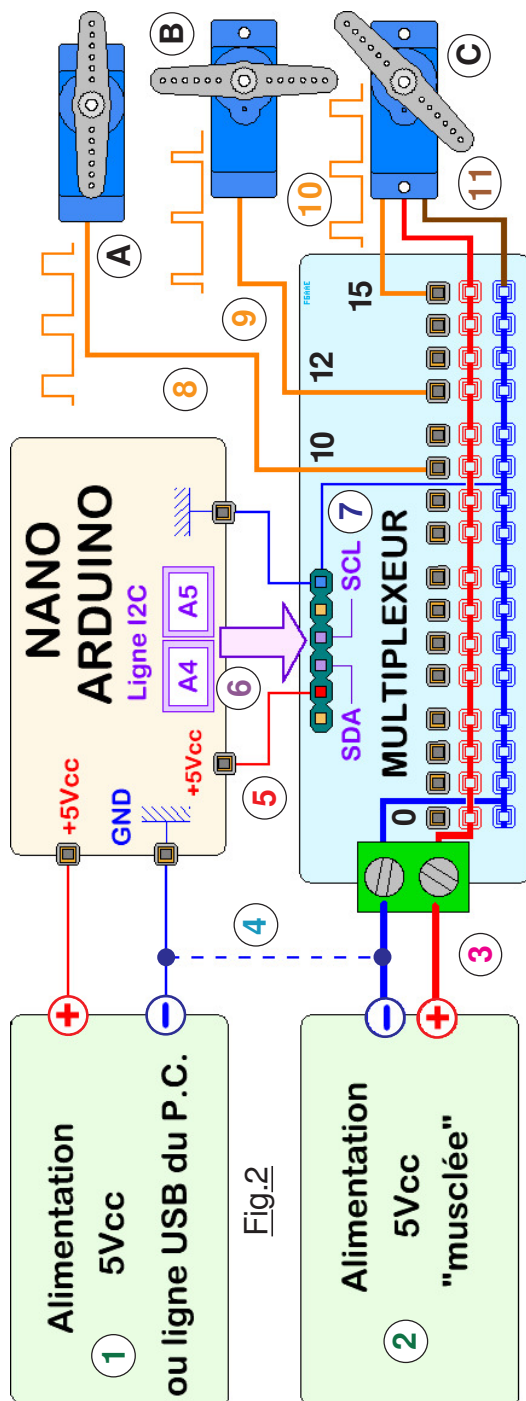 Alimentation
5Vcc
ou ligne USB du P.C.
1
+
−
+5Vcc
GND
NANO
ARDUINO
Ligne I2C
A4
A5
+5Vcc
4
5
6
8
A
B
Fig.2
Alimentation
5Vcc
"musclée"
2
−
+
3
SDA
SCL
7
MULTIPLEXEUR
0
10
12
15
F6AAE
9
10
11
C